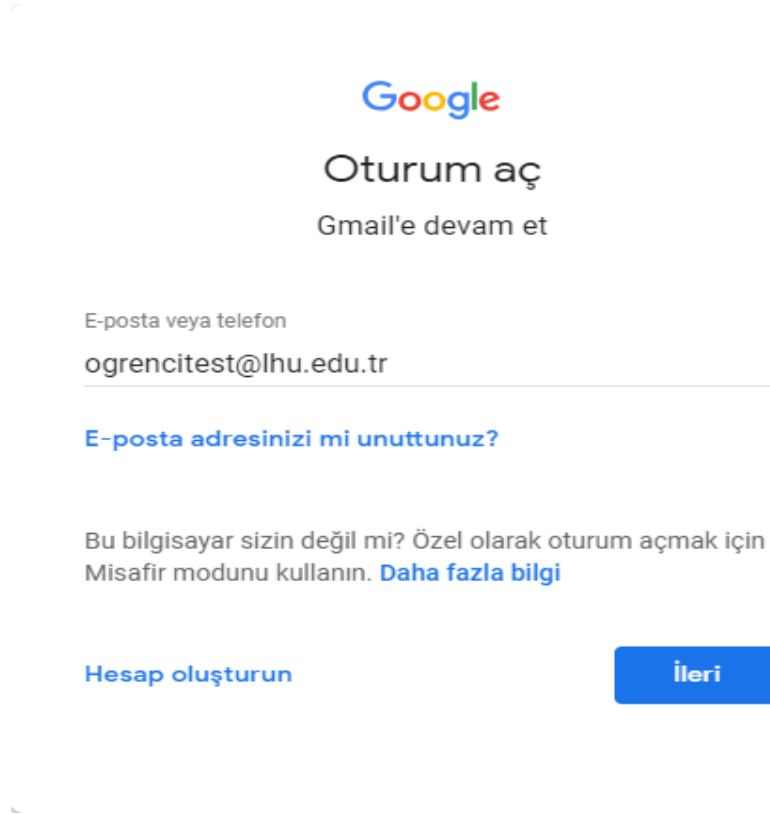 Google
Oturum aç
Gmail'e devam et
E-posta veya telefon
ogrencitest@lhu.edu.tr
E-posta adresinizi mi unuttunuz?
Bu bilgisayar sizin değil mi? Özel olarak oturum açmak için
Misafir modunu kullanın. Daha fazla bilgi
Hesap oluşturun
İleri